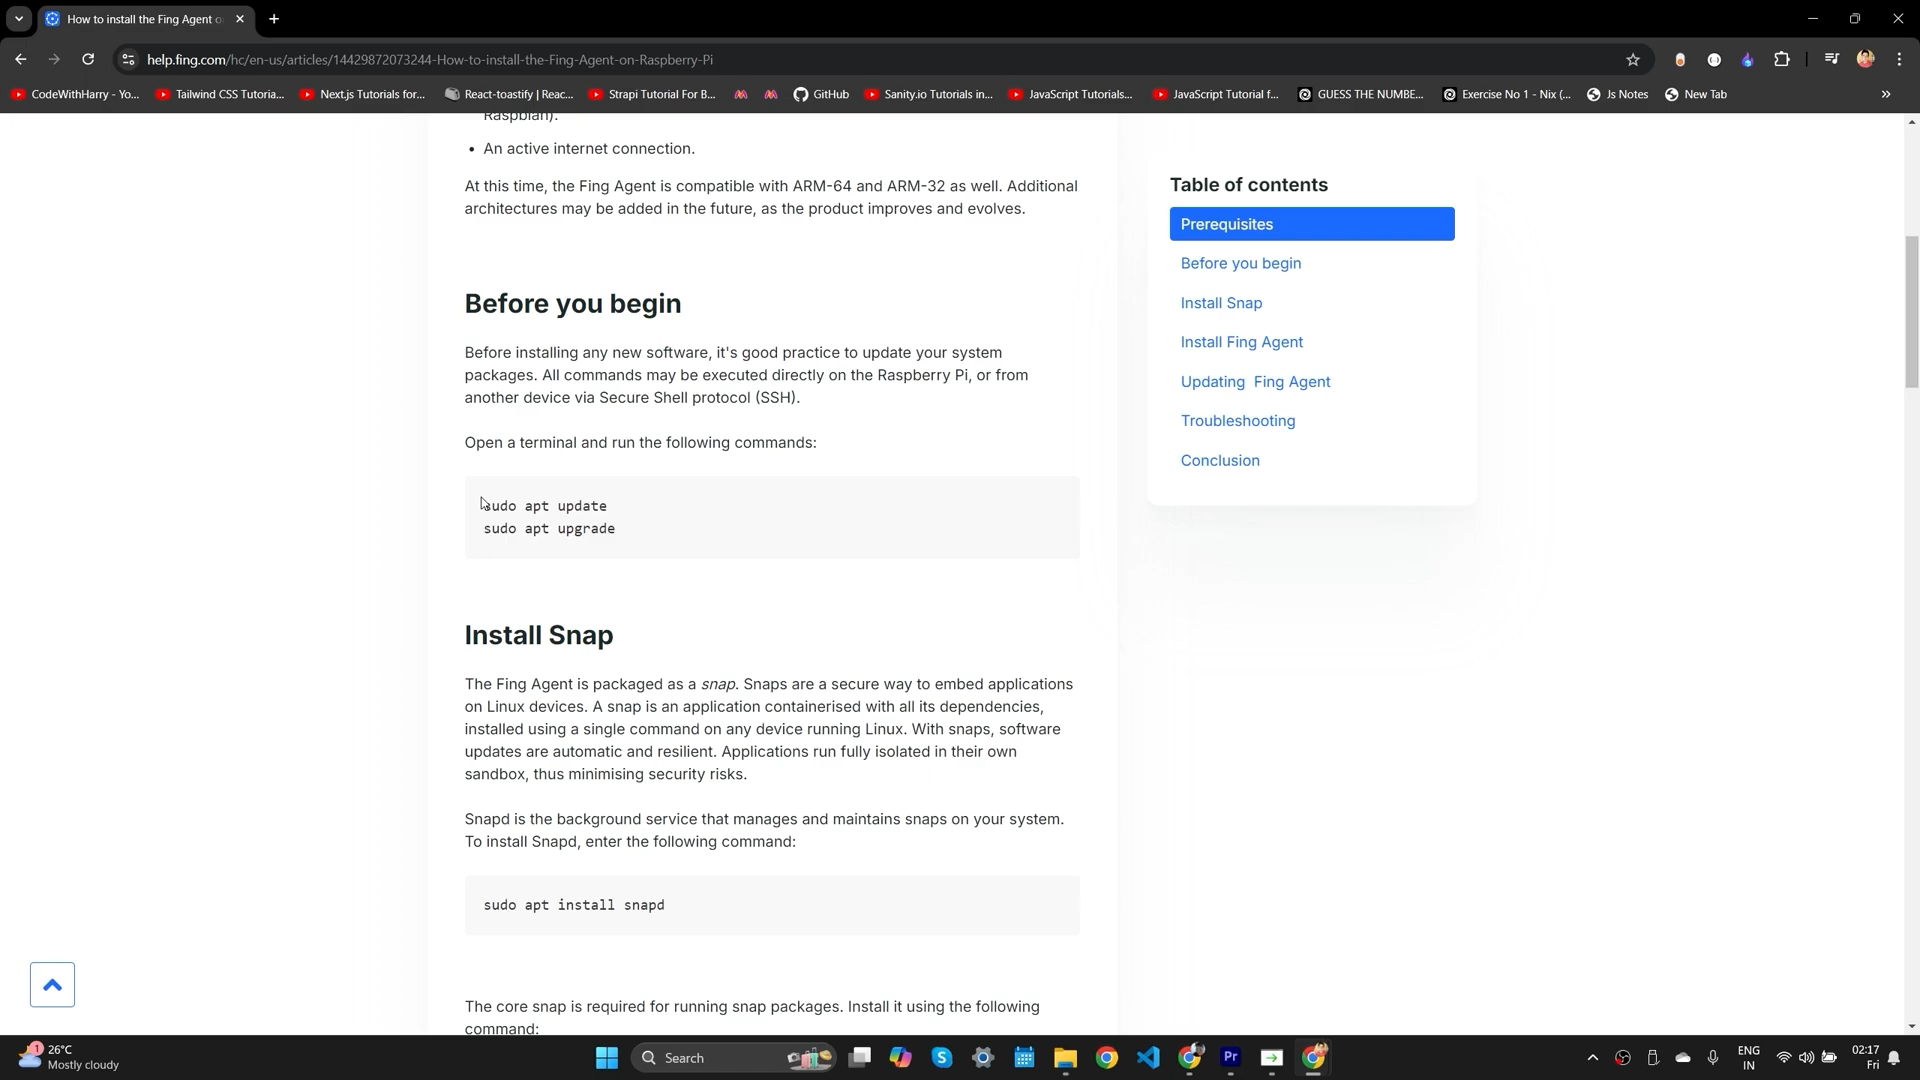 How to install the Fing Agent o
help.fing.com/hc/en-us/articles/14429872073244-How-to-install-the-Fing-Agent-on-Raspberry-Pi
CodeWithHarry - Yo...
Tailwind CSS Tutoria...
Next.js Tutorials for...
React-toastify | Reac...
Strapi Tutorial For B...
GitHub
Sanity.io Tutorials in...
JavaScript Tutorials...
JavaScript Tutorial f...
GUESS THE NUMBE...
Exercise No 1 - Nix (...
Js Notes
New Tab
Raspbian).
• An active internet connection.
At this time, the Fing Agent is compatible with ARM-64 and ARM-32 as well. Additional
architectures may be added in the future, as the product improves and evolves.
Before you begin
Before installing any new software, it's good practice to update your system
packages. All commands may be executed directly on the Raspberry Pi, or from
another device via Secure Shell protocol (SSH).
Open a terminal and run the following commands:
sudo apt update
sudo apt upgrade
Install Snap
The Fing Agent is packaged as a snap. Snaps are a secure way to embed applications
on Linux devices. A snap is an application containerised with all its dependencies,
installed using a single command on any device running Linux. With snaps, software
updates are automatic and resilient. Applications run fully isolated in their own
sandbox, thus minimising security risks.
Snapd is the background service that manages and maintains snaps on your system.
To install Snapd, enter the following command:
sudo apt install snapd
The core snap is required for running snap packages. Install it using the following
command:
Table of contents
Prerequisites
Before you begin
Install Snap
Install Fing Agent
Updating  Fing Agent
Troubleshooting
Conclusion
1
26°C
Mostly cloudy
Search
Pr
ENG
IN
02:17
Fri